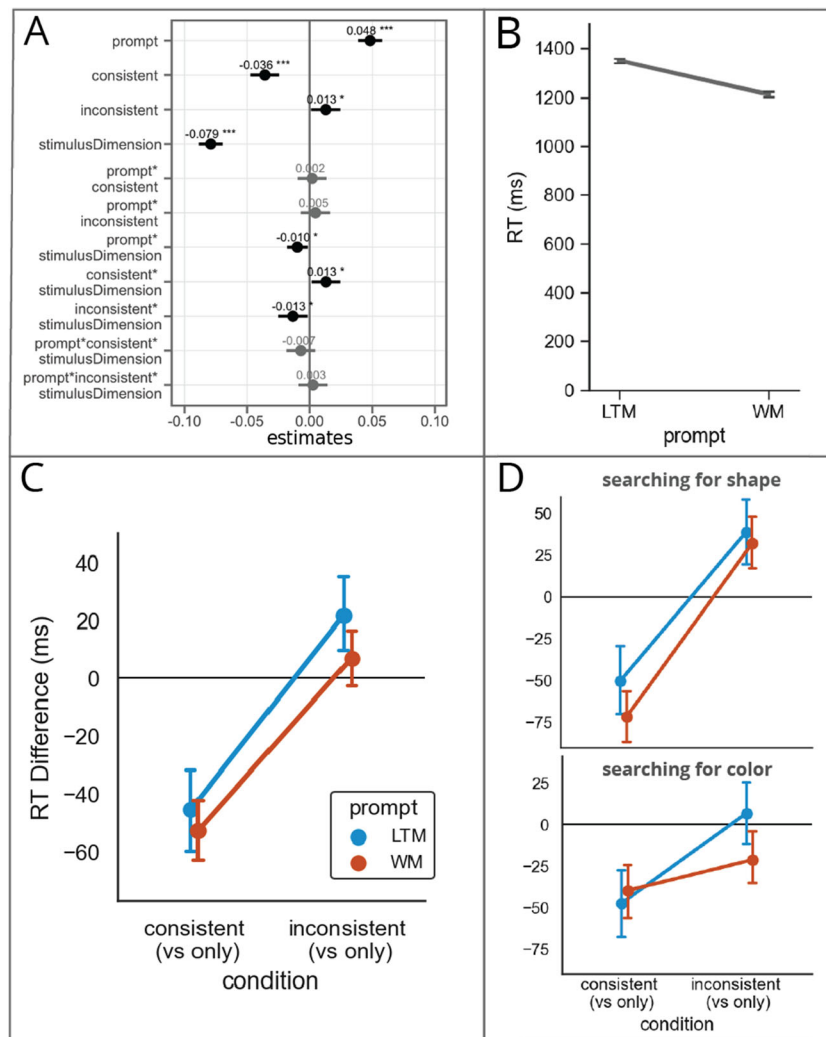 A
prompt
0.048 ***
consistent
-0.036 ***
inconsistent
0.013 *
stimulusDimension
-0.079 ***
prompt*
consistent
0.002
prompt*
inconsistent
0.005
prompt*
stimulusDimension
-0.010 *
consistent*
stimulusDimension
0.013 *
inconsistent*
stimulusDimension
-0.013 *
prompt*consistent*
stimulusDimension
-0.007
prompt*inconsistent*
stimulusDimension
0.003
-0.10 -0.05 0.00 0.05 0.10
estimates
B
1400
1200
1000
800
600
400
200
0
RT (ms)
LTM WM
prompt
C
40
20
0
−20
−40
−60
RT Difference (ms)
prompt
LTM
WM
consistent inconsistent
(vs only) (vs only)
condition
D
searching for shape
50
25
0
−25
−50
−75
searching for color
25
0
−25
−50
−75
consistent inconsistent
(vs only) (vs only)
condition